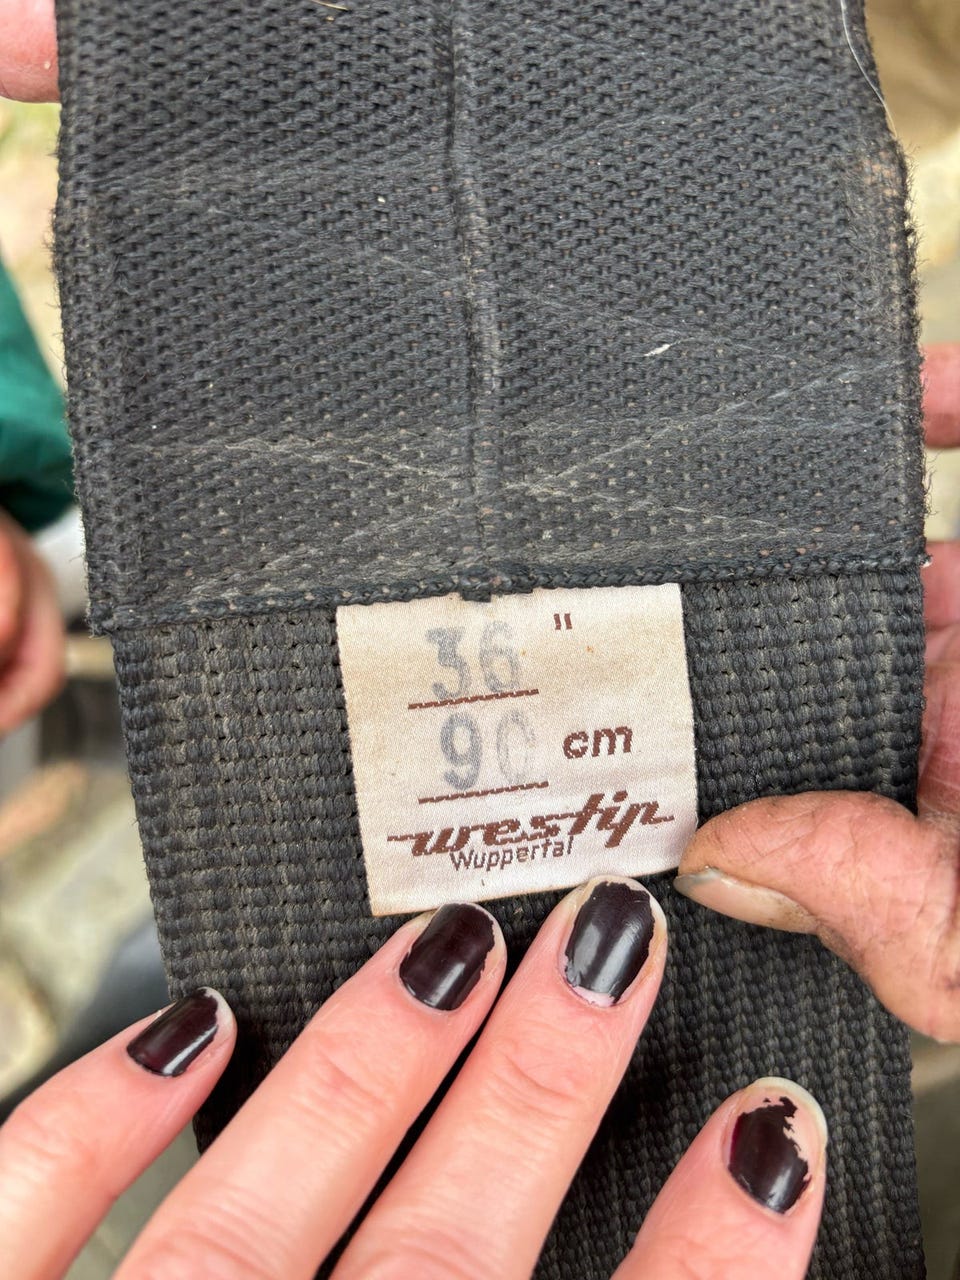 36 "
90 cm
westip
Wuppertal